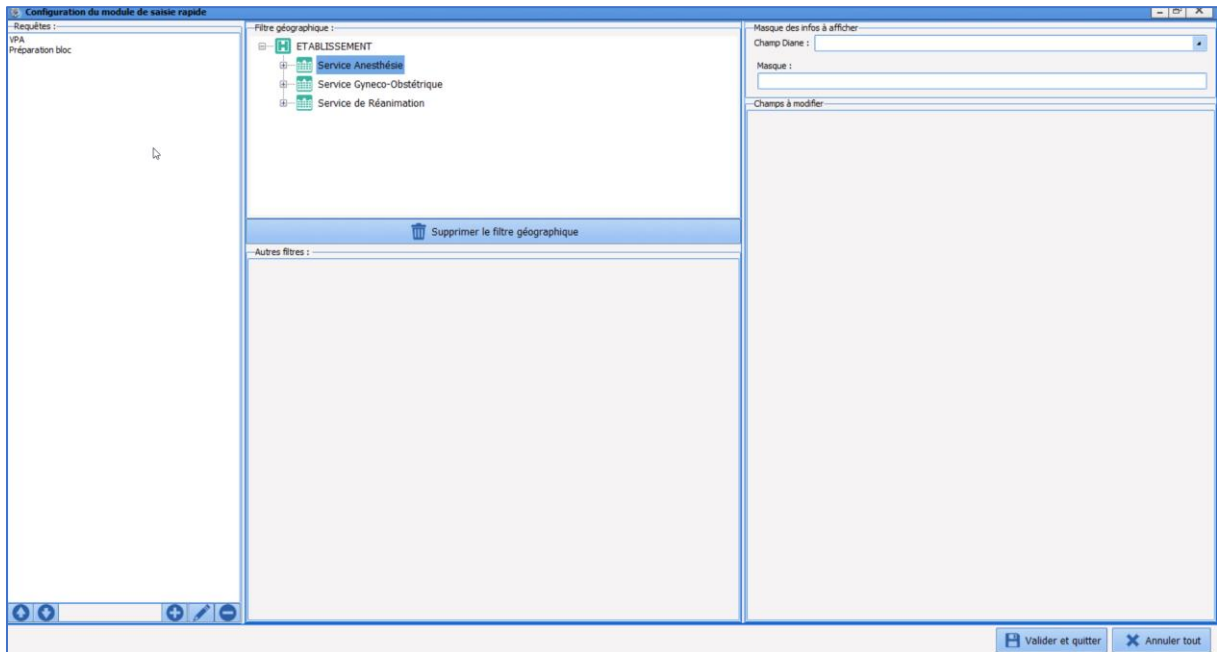 Configuration du module de saisie rapide
Requêtes :
VPA
Préparation bloc
Filtre géographique :
ETABLISSEMENT
Service Anesthésie
Service Gyneco-Obstétrique
Service de Réanimation
Supprimer le filtre géographique
Autres filtres :
Masque des infos à afficher
Champ Diane :
Masque :
Champs à modifier
Valider et quitter
Annuler tout